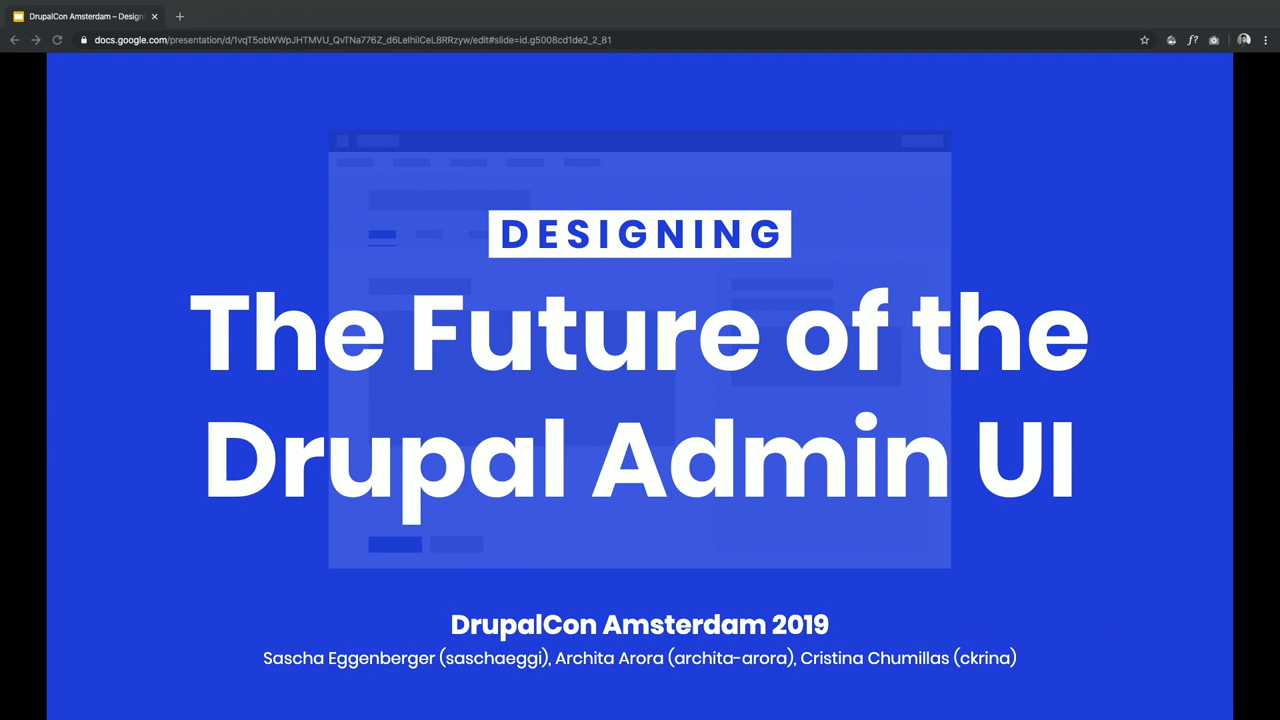 DrupalCon Amsterdam – Design
docs.google.com/presentation/d/1vqT5obWWpJHTMVU_QvTNa776Z_d6LelhilCeL8RRzyw/edit#slide=id.g5008cd1de2_2_81
f?
DESIGNING
The Future of the
Drupal Admin UI
DrupalCon Amsterdam 2019
Sascha Eggenberger (saschaeggi), Archita Arora (archita-arora), Cristina Chumillas (ckrina)